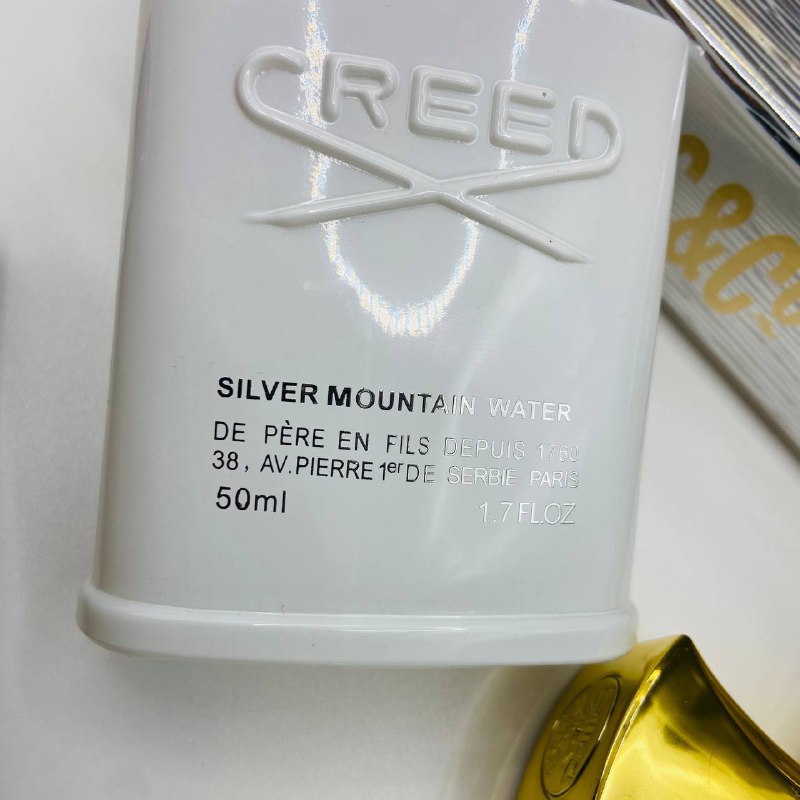 CREED
SILVER MOUNTAIN WATER
DE PÈRE EN FILS DEPUIS 1760
38, AV.PIERRE 1er DE SERBIE PARIS
50ml 1.7 FL.OZ
&Co